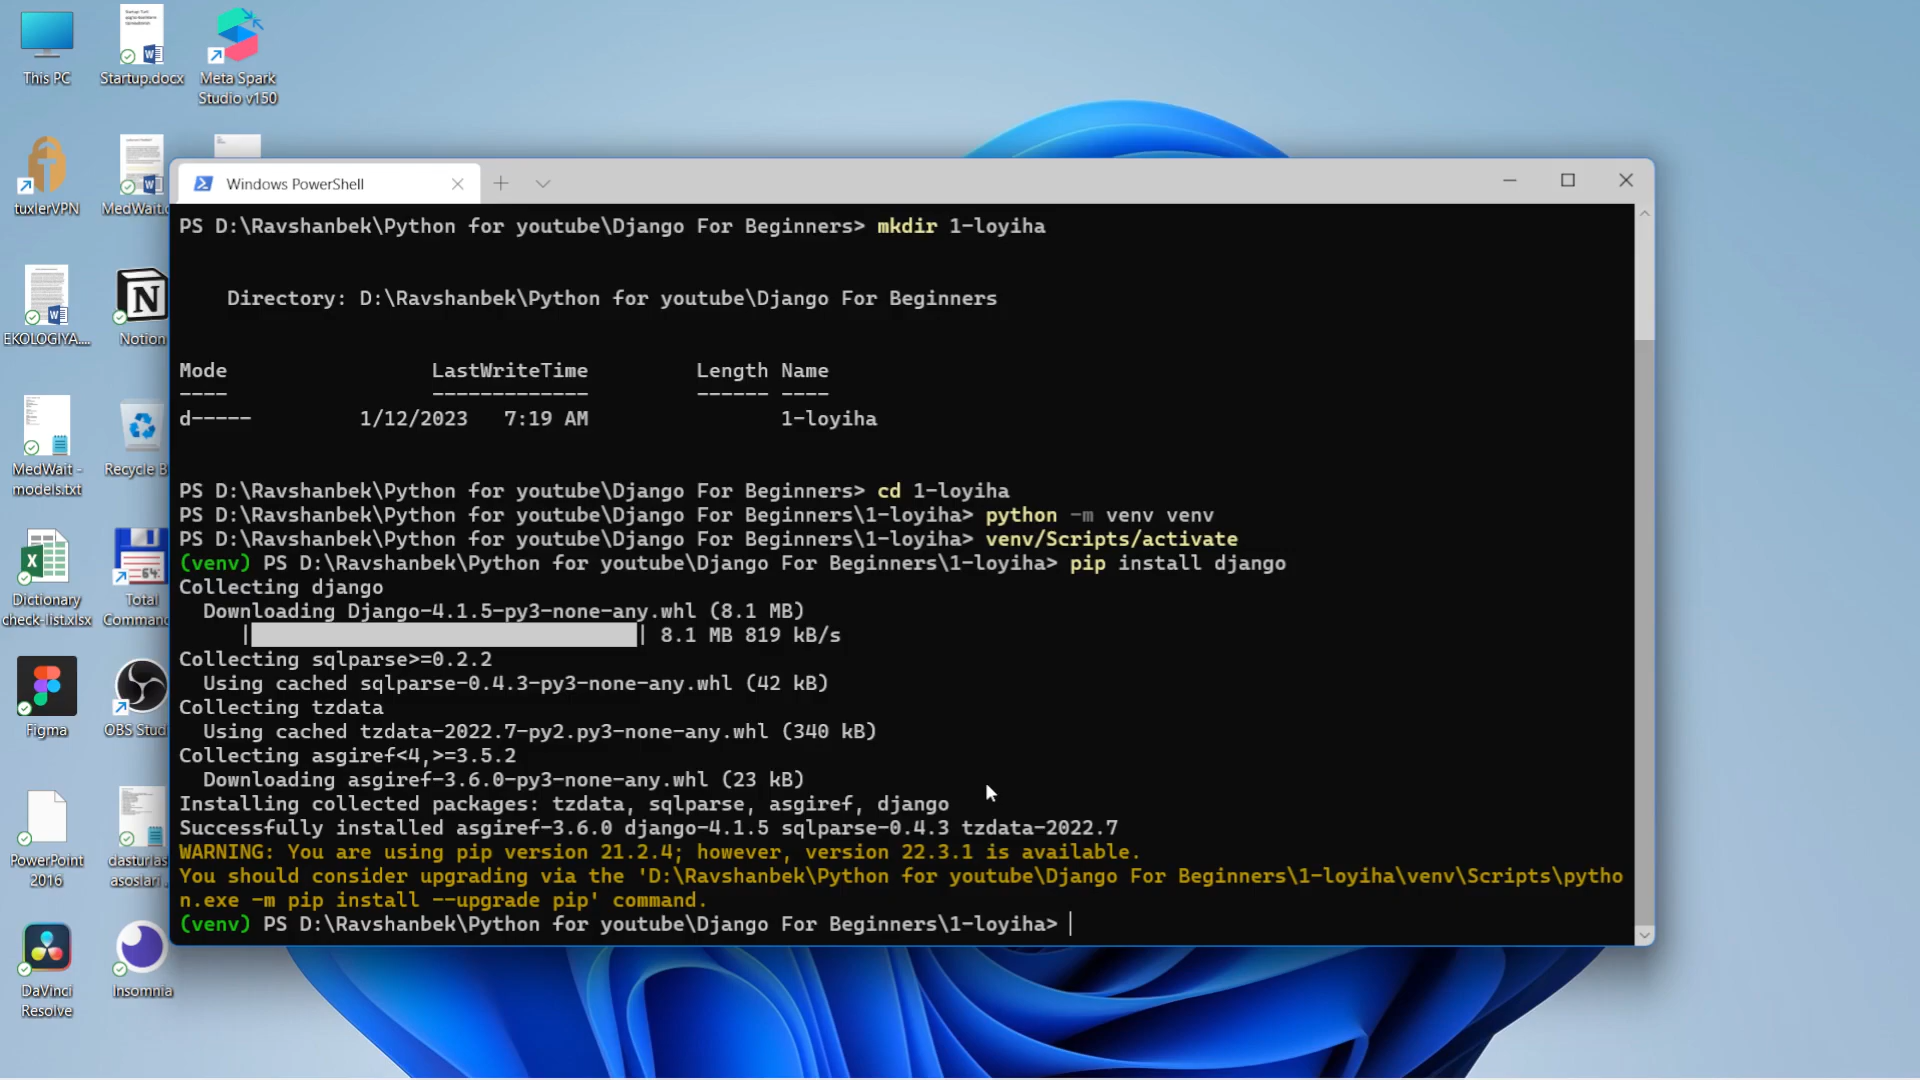 This PC
Startup.docx
Meta Spark
Studio v150
tuxlerVPN
MedWait.d
EKOLOGIYA....
Notion
MedWait -
models.txt
Recycle B
Dictionary
check-list.xlsx
Total
Comman
Figma
OBS Stud
PowerPoint
2016
dasturlas
asoslari .
DaVinci
Resolve
Insomnia
Windows PowerShell
PS D:\Ravshanbek\Python for youtube\Django For Beginners> mkdir 1-loyiha
Directory: D:\Ravshanbek\Python for youtube\Django For Beginners
Mode LastWriteTime Length Name
---- ------------- ------ ----
d----- 1/12/2023 7:19 AM 1-loyiha
PS D:\Ravshanbek\Python for youtube\Django For Beginners> cd 1-loyiha
PS D:\Ravshanbek\Python for youtube\Django For Beginners\1-loyiha> python -m venv venv
PS D:\Ravshanbek\Python for youtube\Django For Beginners\1-loyiha> venv/Scripts/activate
(venv) PS D:\Ravshanbek\Python for youtube\Django For Beginners\1-loyiha> pip install django
Collecting django
Downloading Django-4.1.5-py3-none-any.whl (8.1 MB)
| | 8.1 MB 819 kB/s
Collecting sqlparse>=0.2.2
Using cached sqlparse-0.4.3-py3-none-any.whl (42 kB)
Collecting tzdata
Using cached tzdata-2022.7-py2.py3-none-any.whl (340 kB)
Collecting asgiref<4,>=3.5.2
Downloading asgiref-3.6.0-py3-none-any.whl (23 kB)
Installing collected packages: tzdata, sqlparse, asgiref, django
Successfully installed asgiref-3.6.0 django-4.1.5 sqlparse-0.4.3 tzdata-2022.7
WARNING: You are using pip version 21.2.4; however, version 22.3.1 is available.
You should consider upgrading via the 'D:\Ravshanbek\Python for youtube\Django For Beginners\1-loyiha\venv\Scripts\pytho
n.exe -m pip install --upgrade pip' command.
(venv) PS D:\Ravshanbek\Python for youtube\Django For Beginners\1-loyiha>